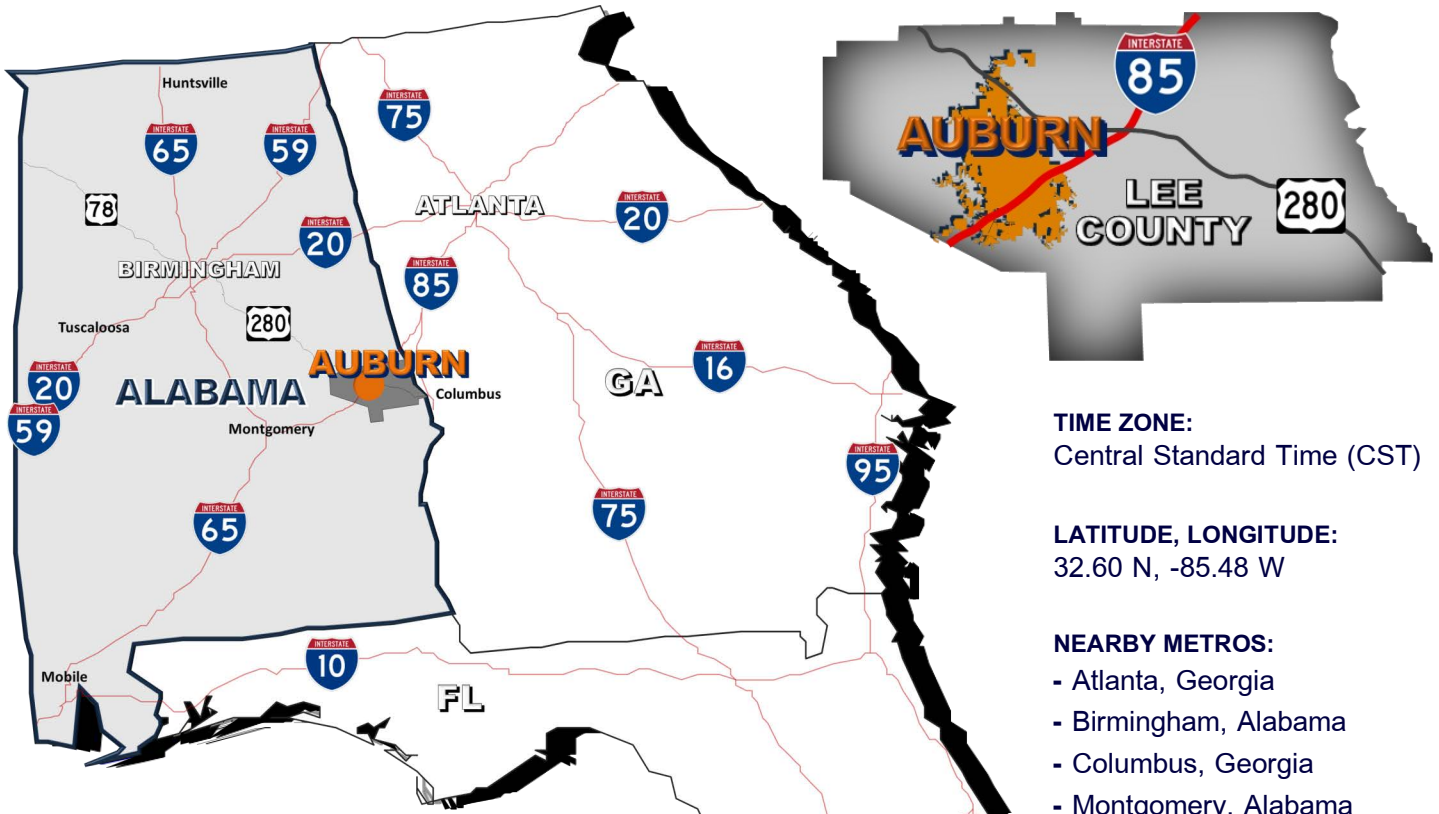 Huntsville
INTERSTATE
65
INTERSTATE
59
INTERSTATE
75
78
ATLANTA
INTERSTATE
20
INTERSTATE
20
BIRMINGHAM
INTERSTATE
85
280
Tuscaloosa
AUBURN
INTERSTATE
16
INTERSTATE
20
ALABAMA
GA
Columbus
INTERSTATE
59
Montgomery
INTERSTATE
95
INTERSTATE
65
INTERSTATE
75
INTERSTATE
10
Mobile
FL
INTERSTATE
85
AUBURN
LEE
COUNTY
280
TIME ZONE:
Central Standard Time (CST)
LATITUDE, LONGITUDE:
32.60 N, -85.48 W
NEARBY METROS:
- Atlanta, Georgia
- Birmingham, Alabama
- Columbus, Georgia
- Montgomery, Alabama